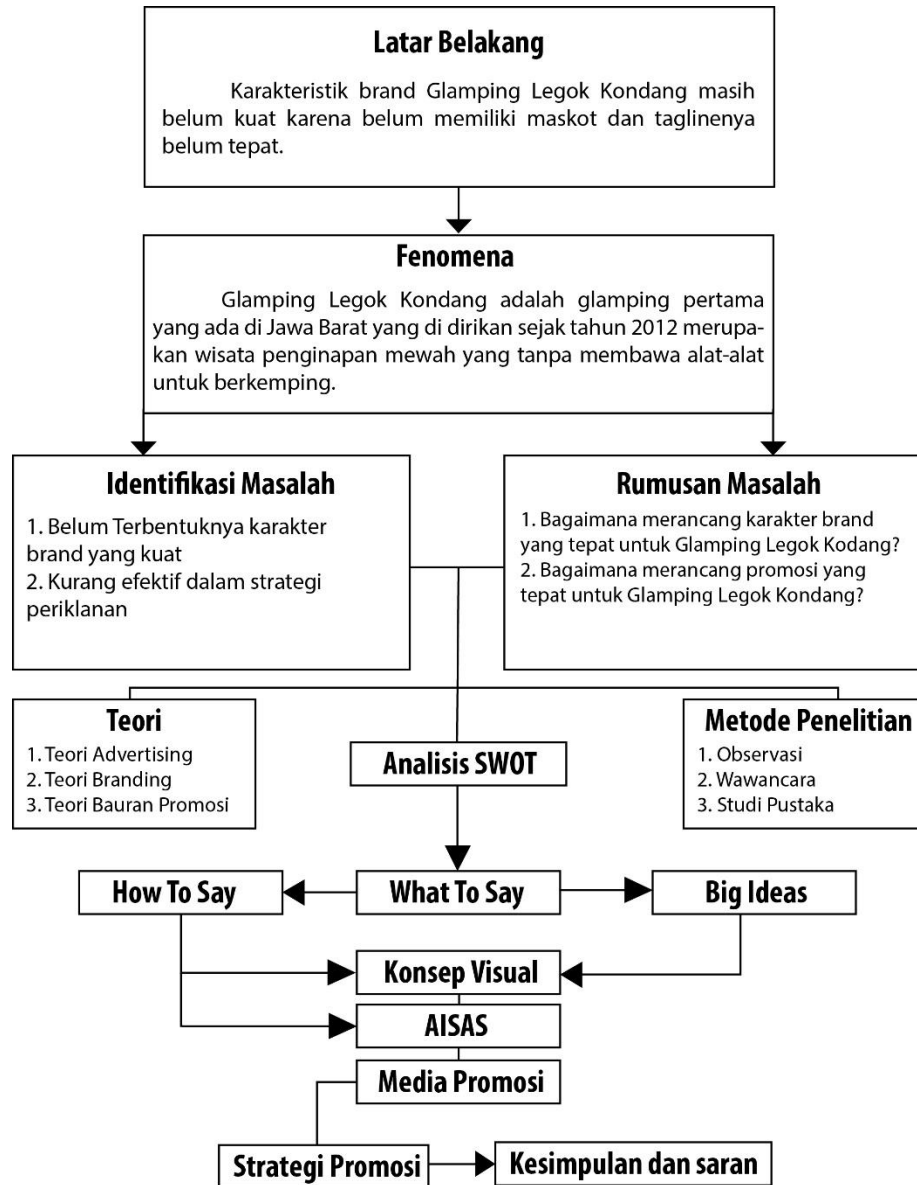 Latar Belakang
Karakteristik brand Glamping Legok Kondang masih
belum kuat karena belum memiliki maskot dan taglinenya
belum tepat.
Fenomena
Glamping Legok Kondang adalah glamping pertama
yang ada di Jawa Barat yang di dirikan sejak tahun 2012 merupa-
kan wisata penginapan mewah yang tanpa membawa alat-alat
untuk berkemping.
Identifikasi Masalah
1. Belum Terbentuknya karakter
brand yang kuat
2. Kurang efektif dalam strategi
periklanan
Rumusan Masalah
1. Bagaimana merancang karakter brand
yang tepat untuk Glamping Legok Kodang?
2. Bagaimana merancang promosi yang
tepat untuk Glamping Legok Kondang?
Teori
1. Teori Advertising
2. Teori Branding
3. Teori Bauran Promosi
Analisis SWOT
Metode Penelitian
1. Observasi
2. Wawancara
3. Studi Pustaka
How To Say
What To Say
Big Ideas
Konsep Visual
AISAS
Media Promosi
Strategi Promosi
Kesimpulan dan saran